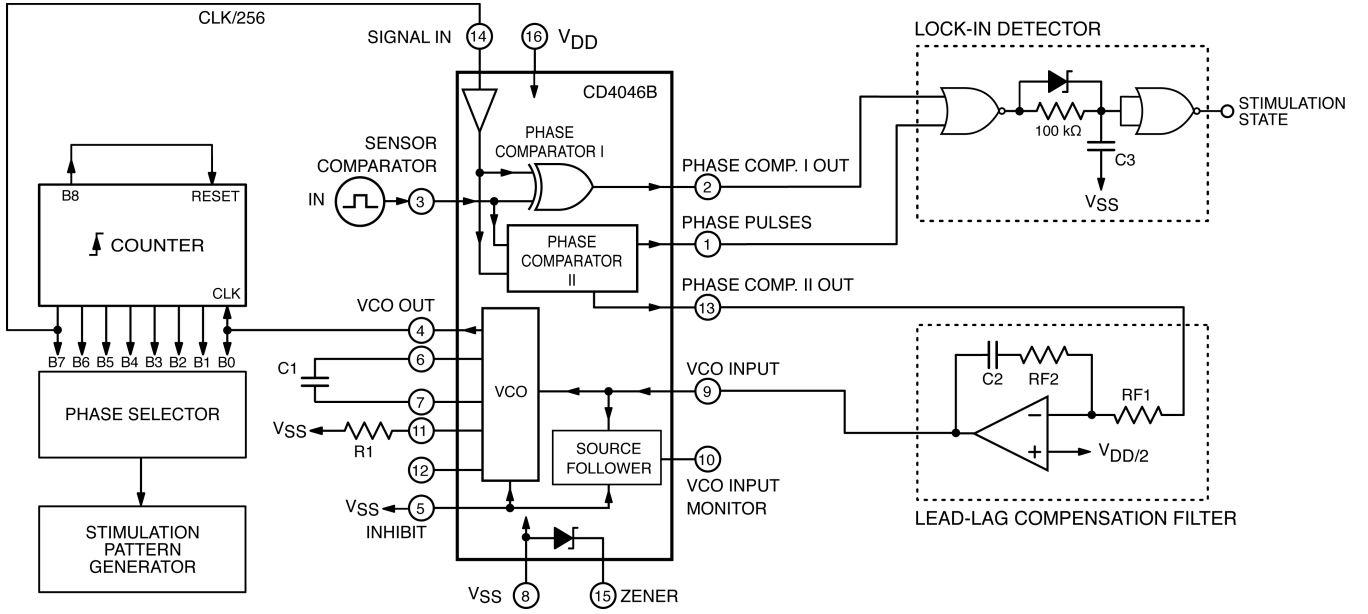 CLK/256
SIGNAL IN
14
16
VDD
CD4046B
LOCK-IN DETECTOR
100 kΩ
C3
VSS
STIMULATION
STATE
SENSOR
COMPARATOR
IN
3
PHASE
COMPARATOR I
PHASE COMP. I OUT
2
PHASE PULSES
1
PHASE
COMPARATOR
II
PHASE COMP. II OUT
13
B8
RESET
COUNTER
CLK
B7 B6 B5 B4 B3 B2 B1 B0
PHASE SELECTOR
STIMULATION
PATTERN
GENERATOR
VCO OUT
4
C1
6
7
VSS
R1
11
12
VSS
5
INHIBIT
VCO
VCO INPUT
9
SOURCE
FOLLOWER
10
VCO INPUT
MONITOR
VSS
8
15
ZENER
C2
RF2
RF1
−
+
VDD/2
LEAD-LAG COMPENSATION FILTER